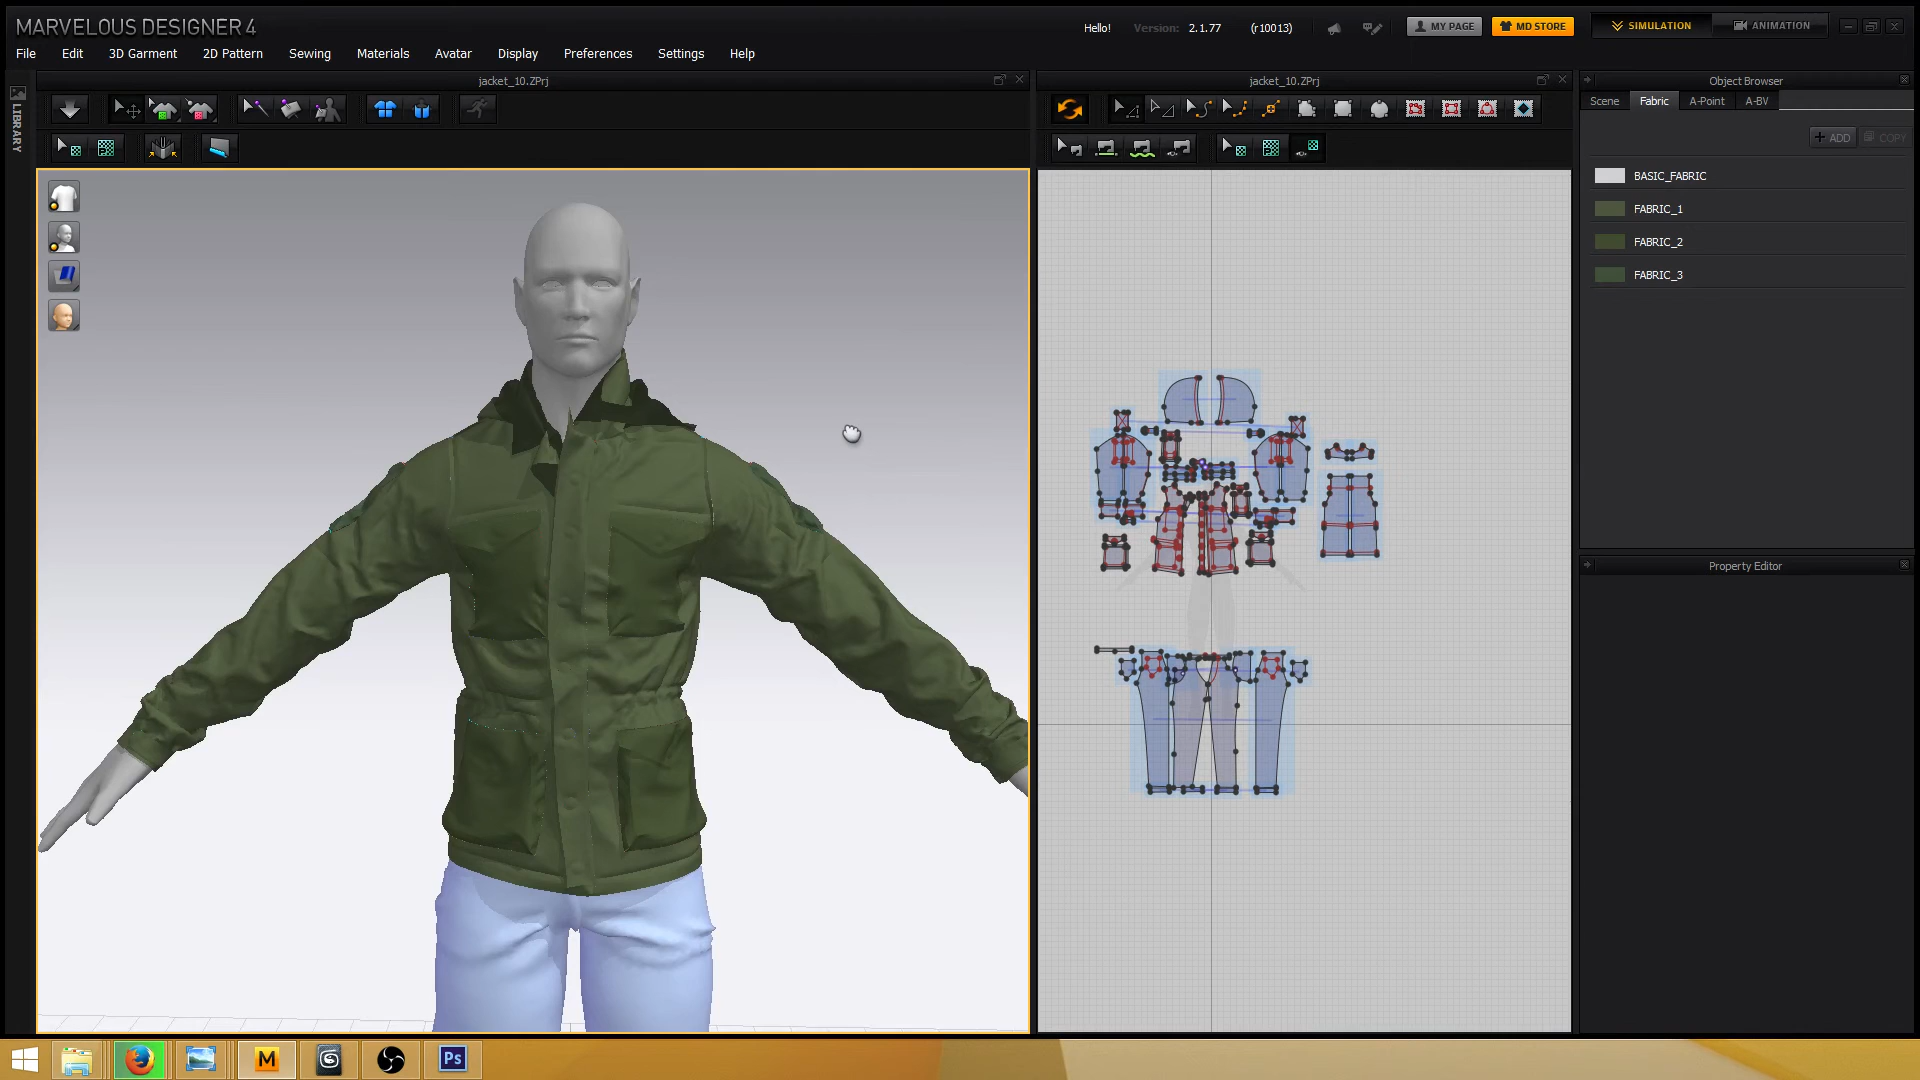 MARVELOUS DESIGNER 4
Hello! Version: 2.1.77 (r10013) MY PAGE MD STORE SIMULATION ANIMATION
File Edit 3D Garment 2D Pattern Sewing Materials Avatar Display Preferences Settings Help
jacket_10.ZPrj
jacket_10.ZPrj
Object Browser
LIBRARY
Scene Fabric A-Point A-BV
+ ADD COPY
BASIC_FABRIC
FABRIC_1
FABRIC_2
FABRIC_3
Property Editor
M
Ps